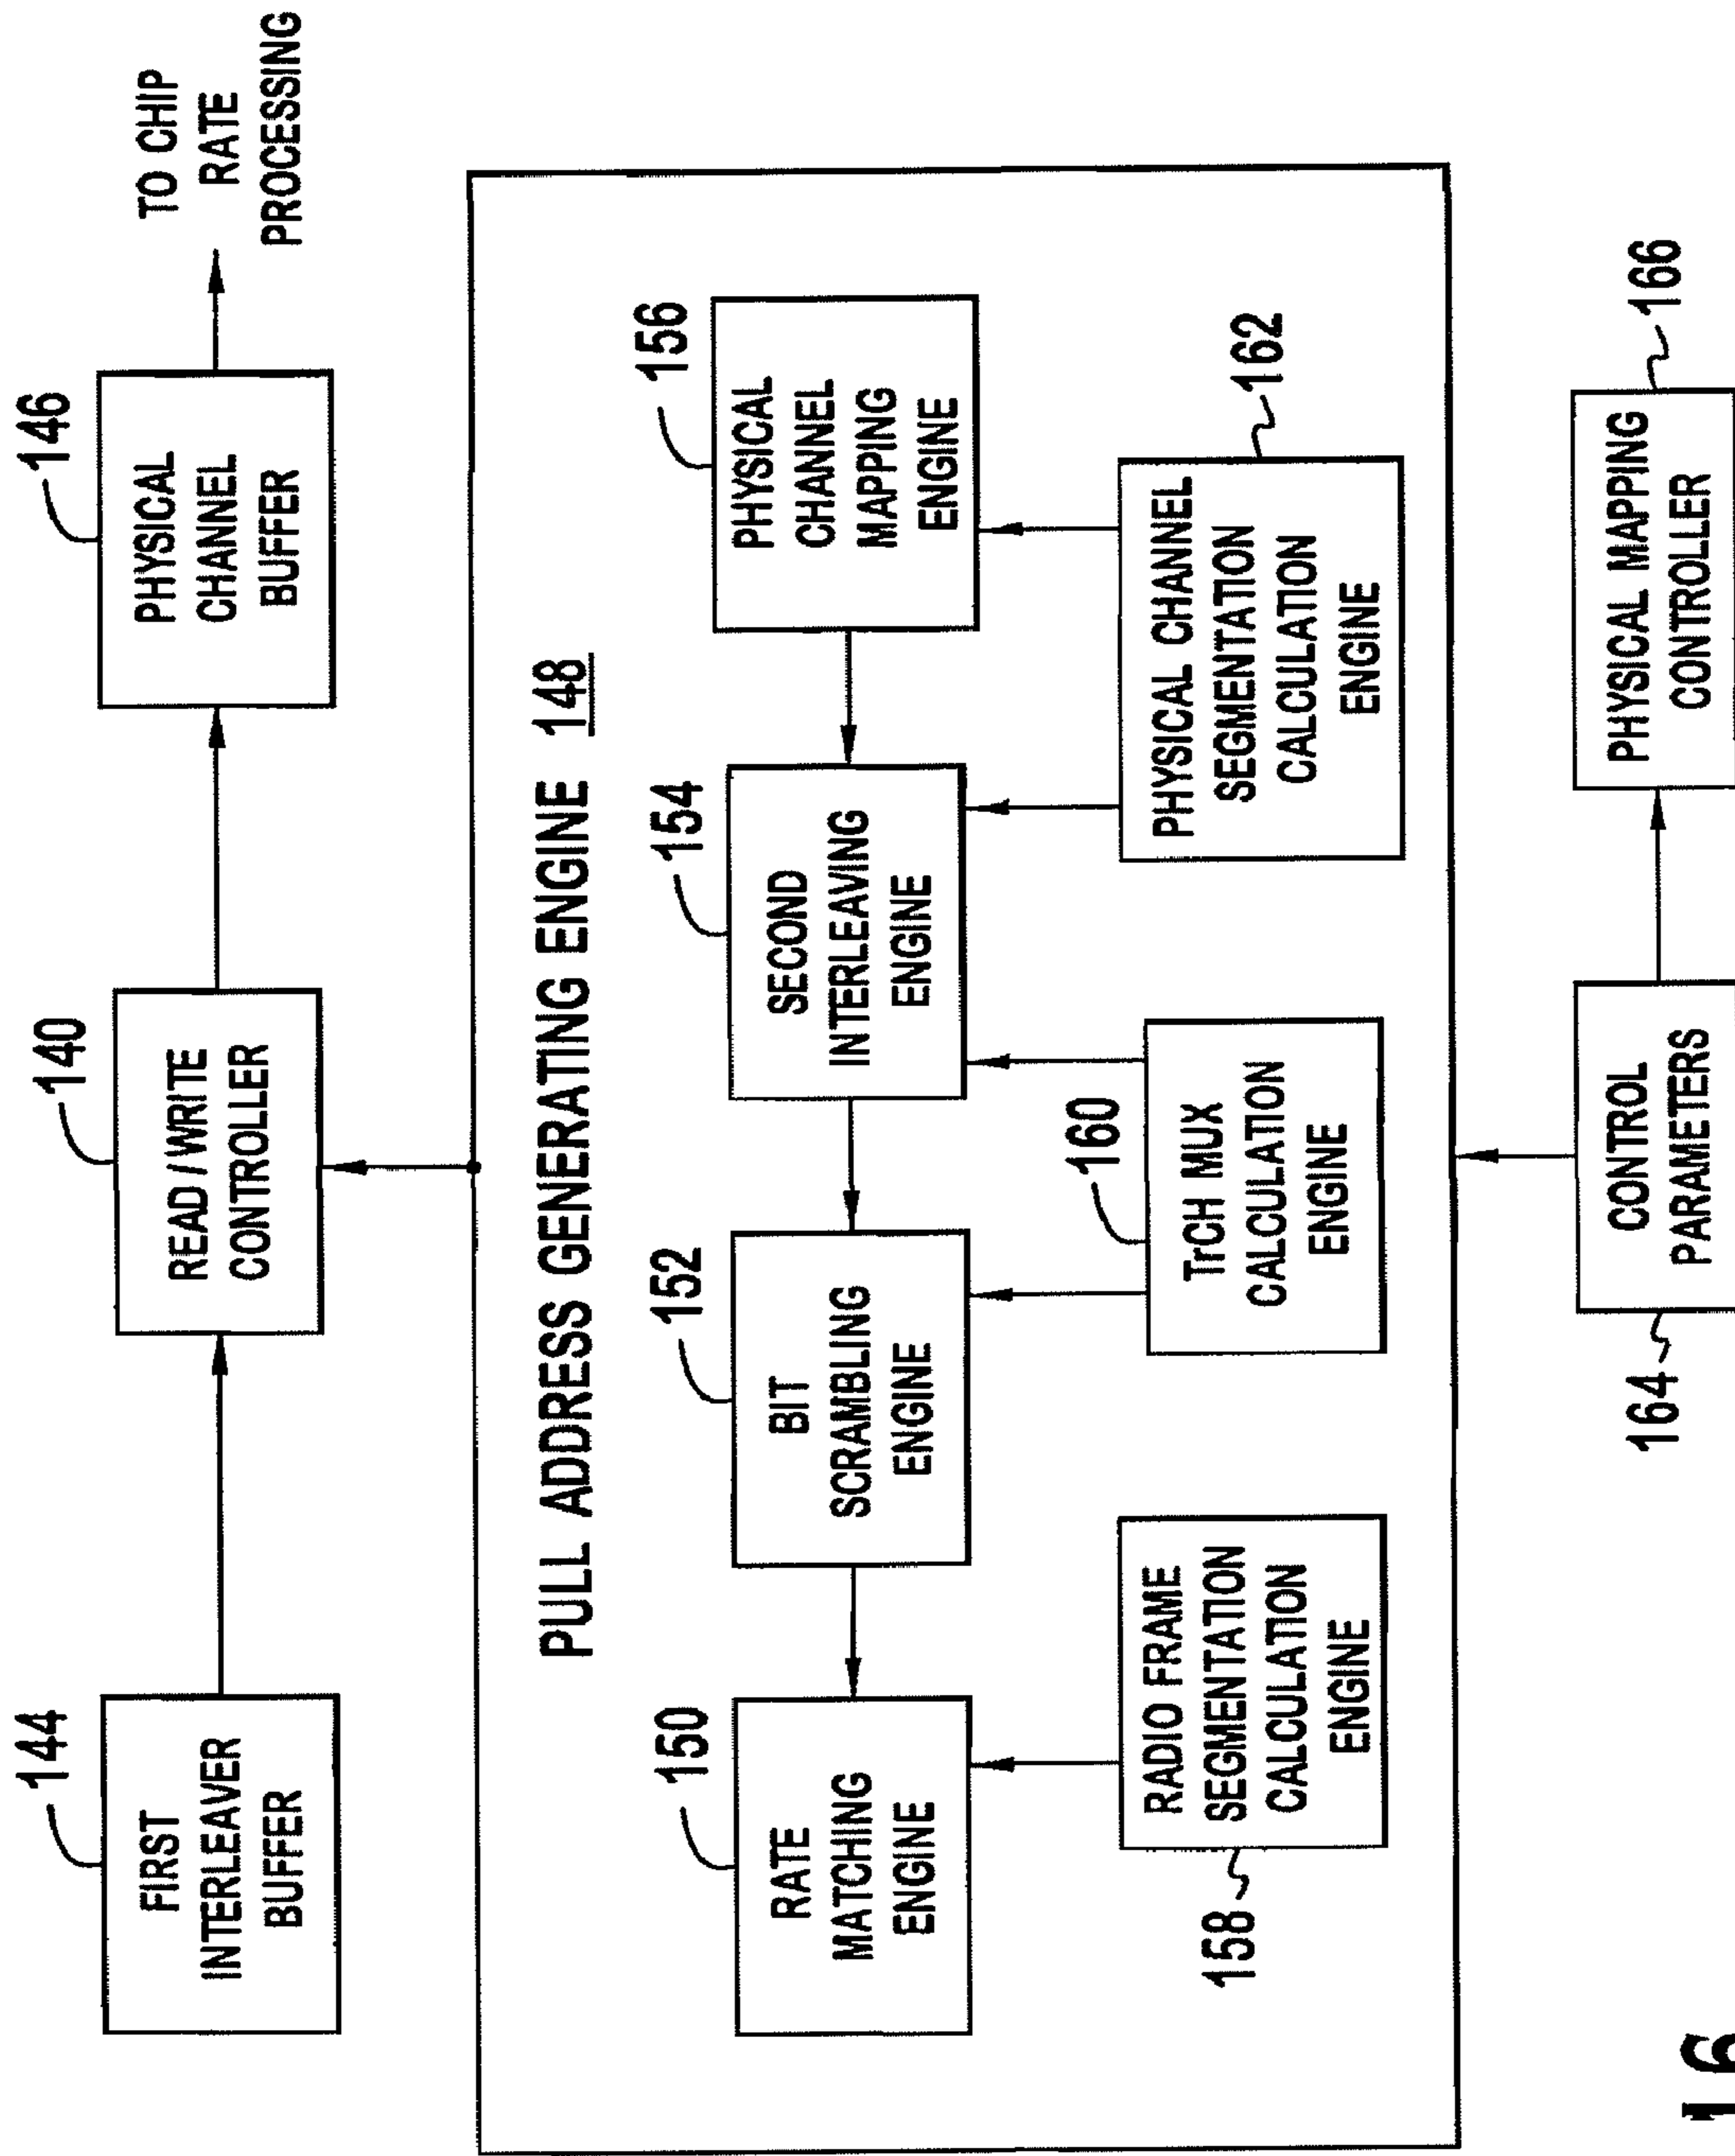 144
FIRST
INTERLEAVER
BUFFER
140
READ / WRITE
CONTROLLER
146
PHYSICAL
CHANNEL
BUFFER
TO CHIP
RATE
PROCESSING
PULL ADDRESS GENERATING ENGINE 148
150
RATE
MATCHING
ENGINE
152
BIT
SCRAMBLING
ENGINE
154
SECOND
INTERLEAVING
ENGINE
156
PHYSICAL
CHANNEL
MAPPING
ENGINE
158
RADIO FRAME
SEGMENTATION
CALCULATION
ENGINE
160
TrCH MUX
CALCULATION
ENGINE
162
PHYSICAL CHANNEL
SEGMENTATION
CALCULATION
ENGINE
164
CONTROL
PARAMETERS
PHYSICAL MAPPING
CONTROLLER
166